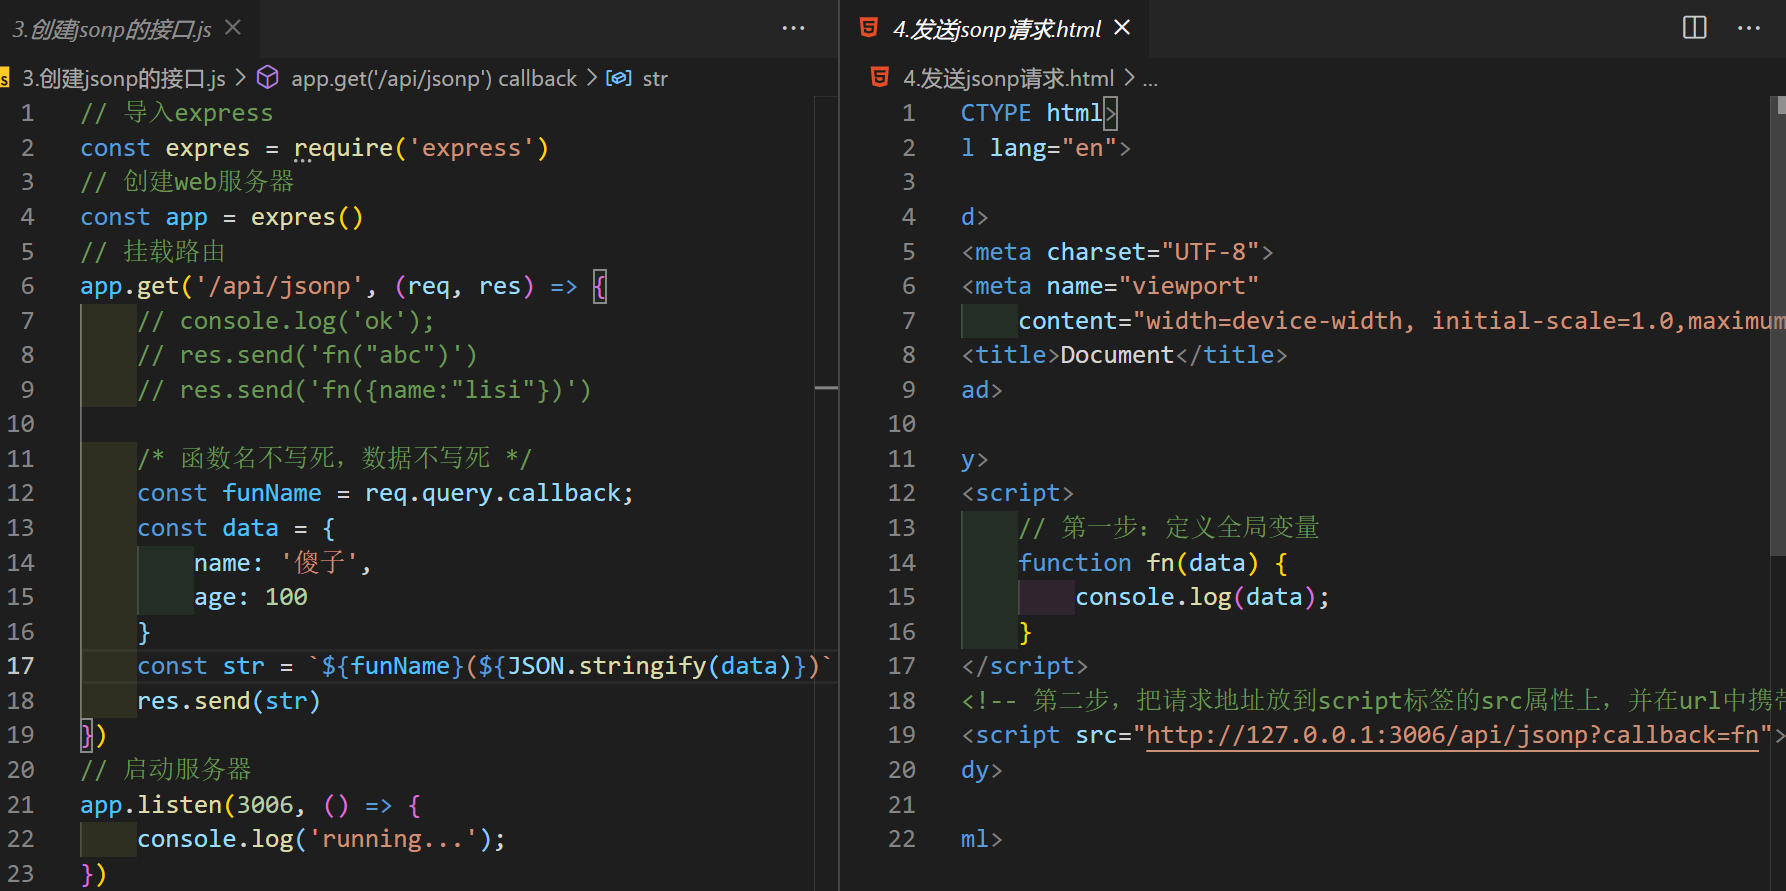 3.创建jsonp的接口.js
3.创建jsonp的接口.js > app.get('/api/jsonp') callback > str
1 // 导入express
2 const expres = require('express')
3 // 创建web服务器
4 const app = expres()
5 // 挂载路由
6 app.get('/api/jsonp', (req, res) => {
7 // console.log('ok');
8 // res.send('fn("abc")')
9 // res.send('fn({name:"lisi"})')
10
11 /* 函数名不写死，数据不写死 */
12 const funName = req.query.callback;
13 const data = {
14 name: '傻子',
15 age: 100
16 }
17 const str = `${funName}(${JSON.stringify(data)})`
18 res.send(str)
19 })
20 // 启动服务器
21 app.listen(3006, () => {
22 console.log('running...');
23 })
4.发送jsonp请求.html
4.发送jsonp请求.html > ...
1 CTYPE html>
2 l lang="en">
3
4 d>
5 <meta charset="UTF-8">
6 <meta name="viewport"
7 content="width=device-width, initial-scale=1.0,maximum
8 <title>Document</title>
9 ad>
10
11 y>
12 <script>
13 // 第一步：定义全局变量
14 function fn(data) {
15 console.log(data);
16 }
17 </script>
18 <!-- 第二步，把请求地址放到script标签的src属性上，并在url中携带
19 <script src="http://127.0.0.1:3006/api/jsonp?callback=fn">
20 dy>
21
22 ml>